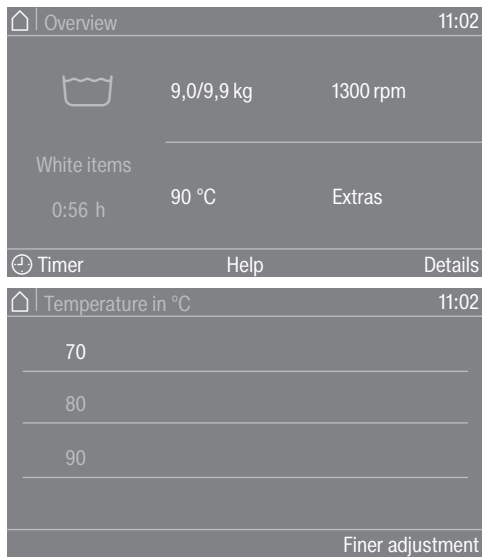 Overview 11:02
9,0/9,9 kg 1300 rpm
White items
0:56 h
90 °C Extras
Timer Help Details
Temperature in °C 11:02
70
80
90
Finer adjustment